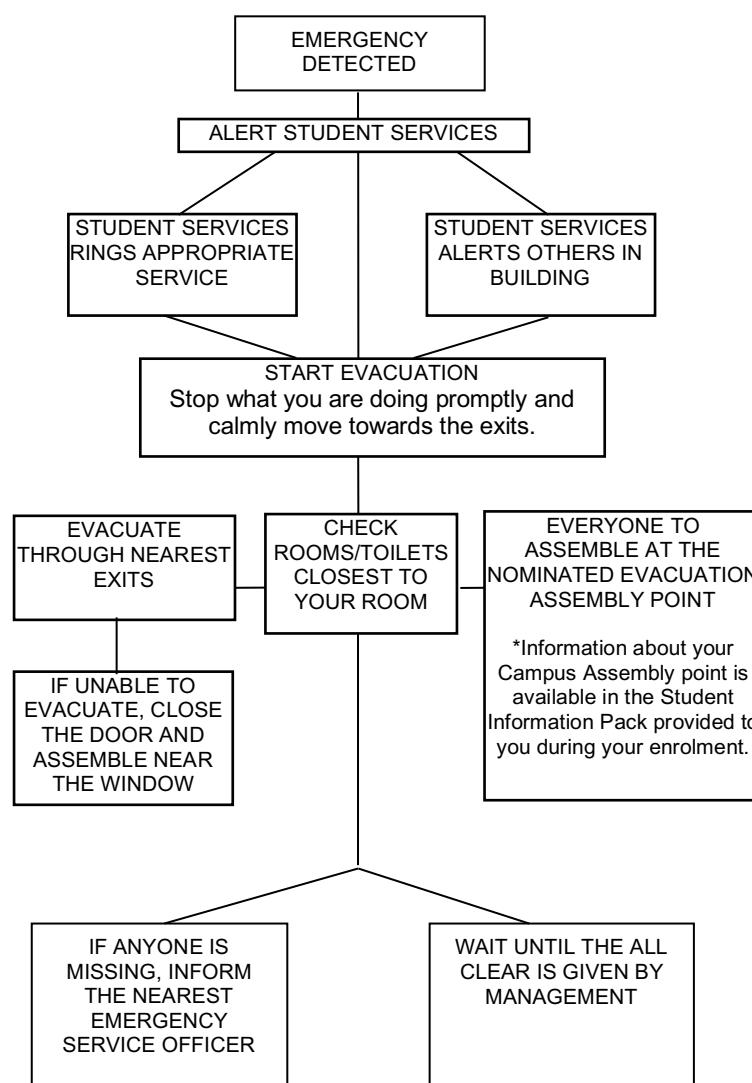 EMERGENCY
DETECTED
ALERT STUDENT SERVICES
STUDENT SERVICES
RINGS APPROPRIATE
SERVICE
STUDENT SERVICES
ALERTS OTHERS IN
BUILDING
START EVACUATION
Stop what you are doing promptly and
calmly move towards the exits.
EVACUATE
THROUGH NEAREST
EXITS
CHECK
ROOMS/TOILETS
CLOSEST TO
YOUR ROOM
EVERYONE TO
ASSEMBLE AT THE
NOMINATED EVACUATION
ASSEMBLY POINT
*Information about your
Campus Assembly point is
available in the Student
Information Pack provided to
you during your enrolment.
IF UNABLE TO
EVACUATE, CLOSE
THE DOOR AND
ASSEMBLE NEAR
THE WINDOW
IF ANYONE IS
MISSING, INFORM
THE NEAREST
EMERGENCY
SERVICE OFFICER
WAIT UNTIL THE ALL
CLEAR IS GIVEN BY
MANAGEMENT